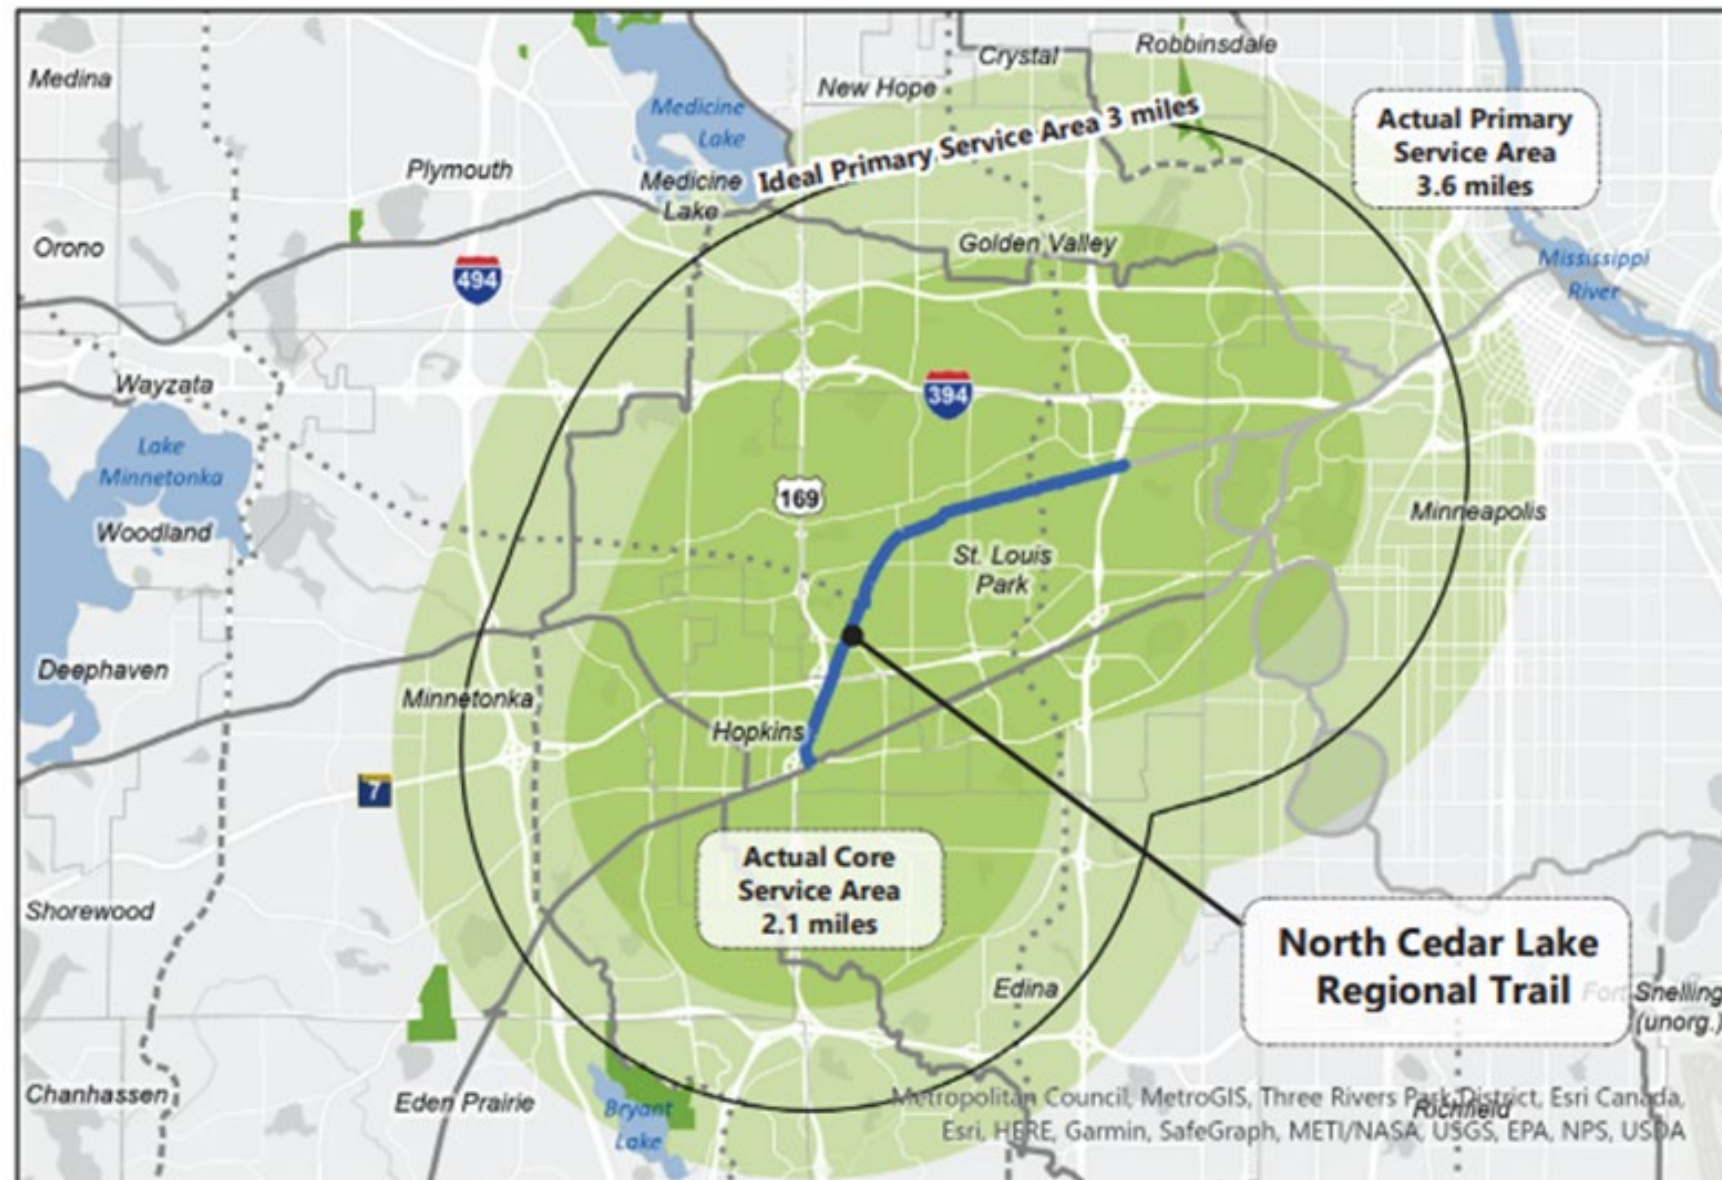 Medina
Crystal
Robbinsdale
New Hope
Medicine
Lake
Ideal Primary Service Area 3 miles
Actual Primary
Service Area
3.6 miles
Plymouth
Medicine
Lake
Orono
Golden Valley
Mississippi
River
494
Wayzata
394
Lake
Minnetonka
169
Minneapolis
Woodland
St. Louis
Park
Deephaven
Minnetonka
Hopkins
7
Actual Core
Service Area
2.1 miles
Shorewood
North Cedar Lake
Regional Trail
Edina
Fort Snelling
(unorg.)
Chanhassen
Eden Prairie
Bryant
Lake
Richfield
Metropolitan Council, MetroGIS, Three Rivers Park District, Esri Canada,
Esri, HERE, Garmin, SafeGraph, METI/NASA, USGS, EPA, NPS, USDA